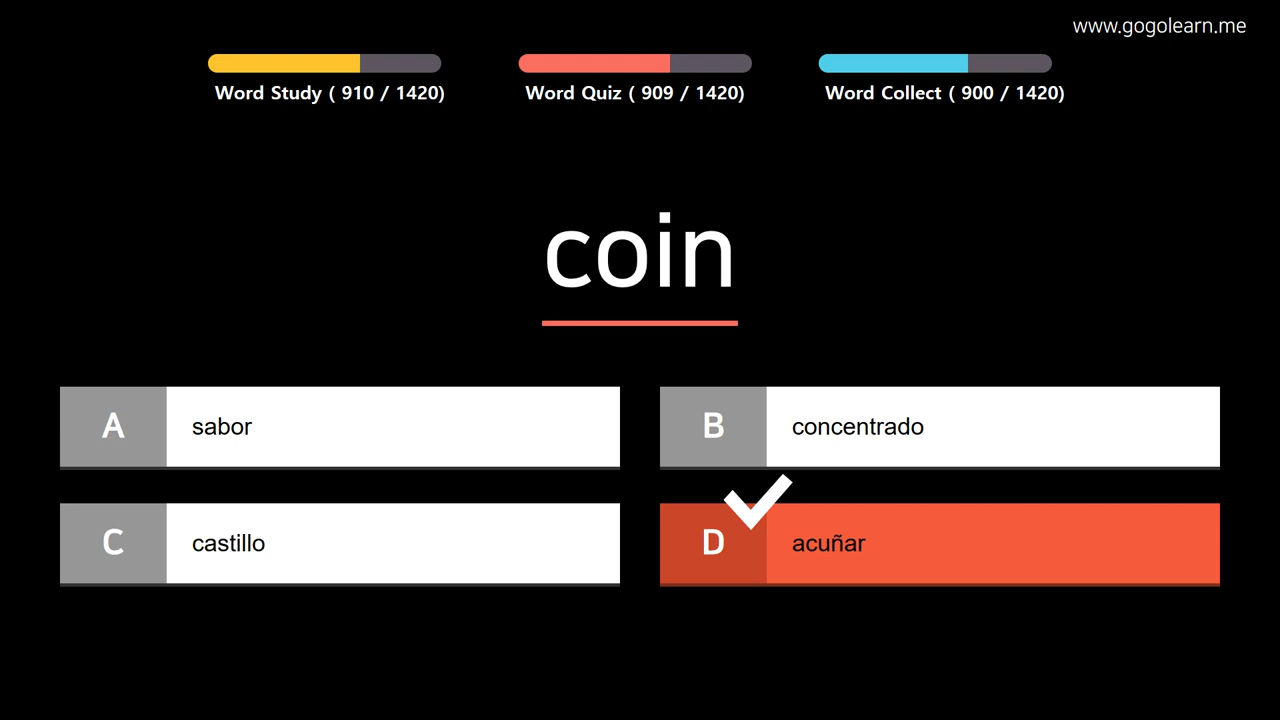 www.gogolearn.me
Word Study ( 910 / 1420)
Word Quiz ( 909 / 1420)
Word Collect ( 900 / 1420)
coin
A sabor
B concentrado
C castillo
D acuñar